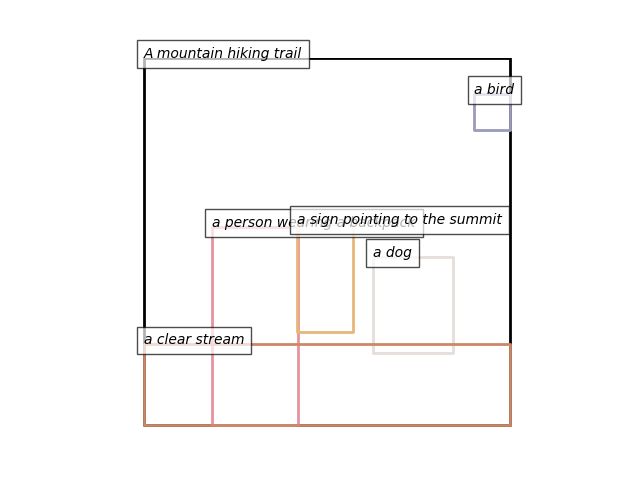 A mountain hiking trail
a bird
a person wearing a backpack
a sign pointing to the summit
a dog
a clear stream